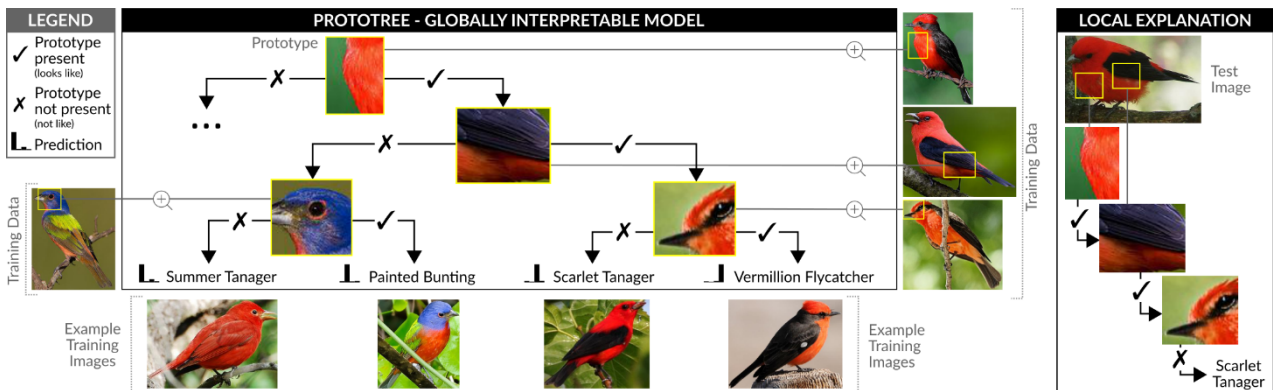 LEGEND
✓ Prototype
present
(looks like)
✗ Prototype
not present
(not like)
Prediction
PROTOTREE - GLOBALLY INTERPRETABLE MODEL
Prototype
✗
✓
...
✗
✓
✗
✓
✗
✓
Summer Tanager
Painted Bunting
Scarlet Tanager
Vermillion Flycatcher
Training Data
Training Data
Example
Training
Images
Example
Training
Images
LOCAL EXPLANATION
Test
Image
✓
✓
✗
Scarlet
Tanager